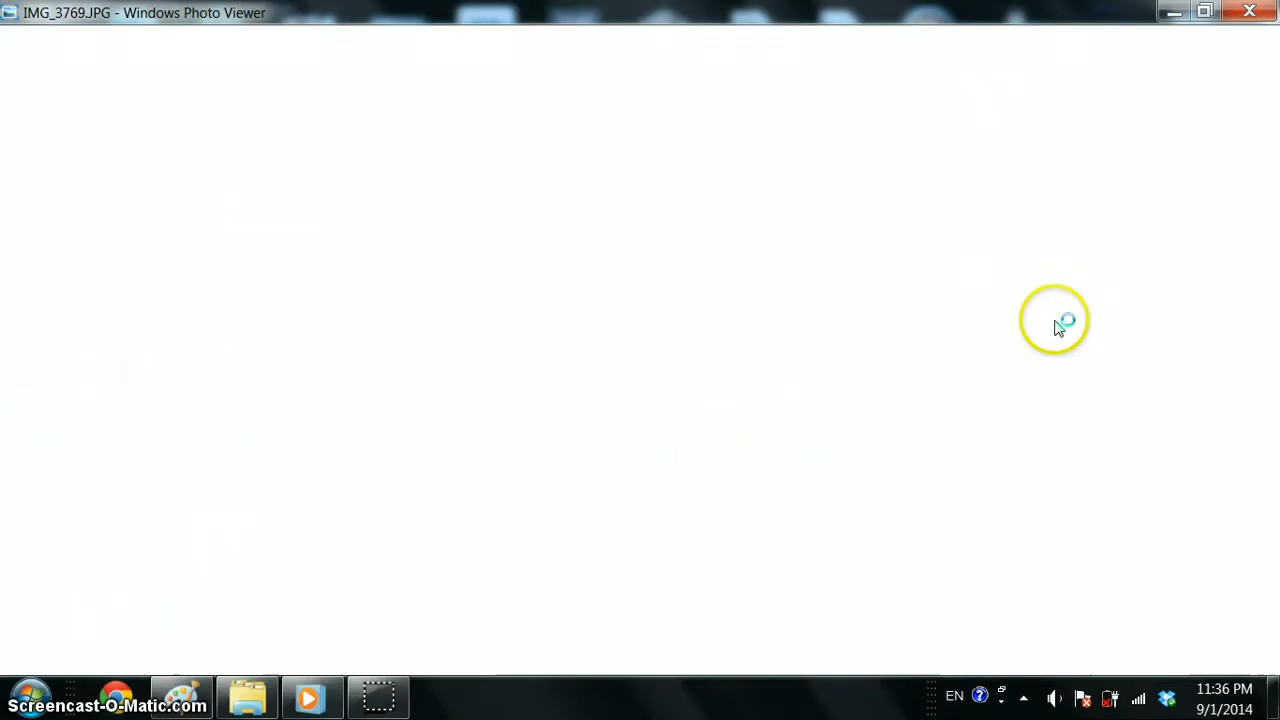 IMG_3769.JPG - Windows Photo Viewer
EN
11:36 PM
9/1/2014
Screencast-O-Matic.com